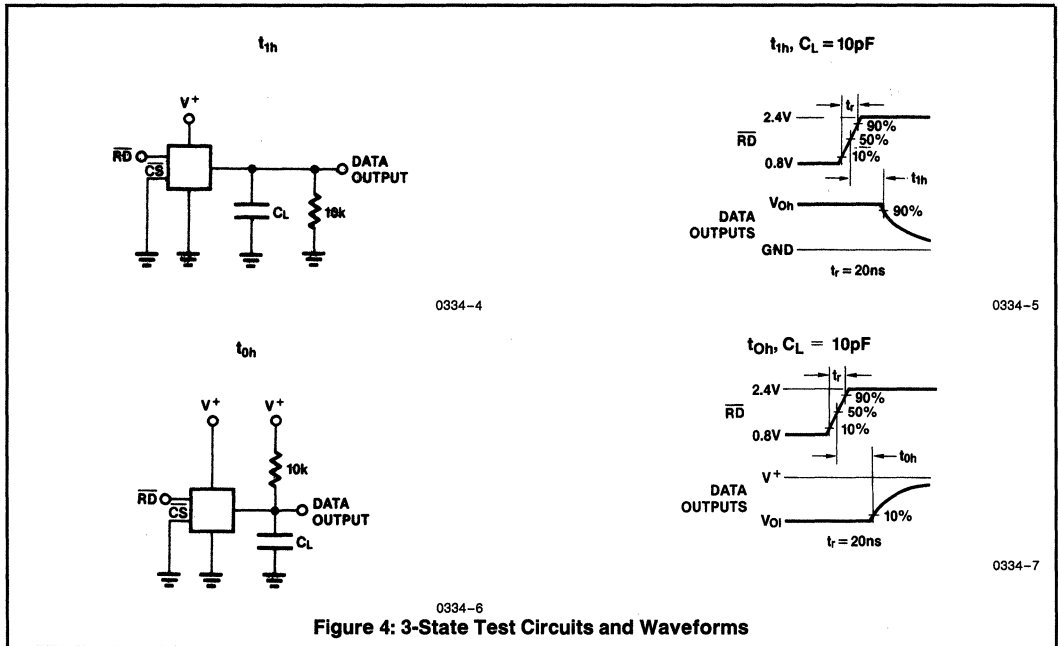 t1h
V+
RD
CS
DATA
OUTPUT
CL
10k
0334-4
t1h, CL = 10pF
tr
2.4V
90%
RD
50%
10%
0.8V
t1h
VOh
90%
DATA
OUTPUTS
GND
tr = 20ns
0334-5
t0h
V+ V+
10k
RD
CS
DATA
OUTPUT
CL
0334-6
tOh, CL = 10pF
tr
2.4V
90%
RD
50%
10%
0.8V
t0h
V+
DATA
OUTPUTS
VOl
10%
tr = 20ns
0334-7
Figure 4: 3-State Test Circuits and Waveforms